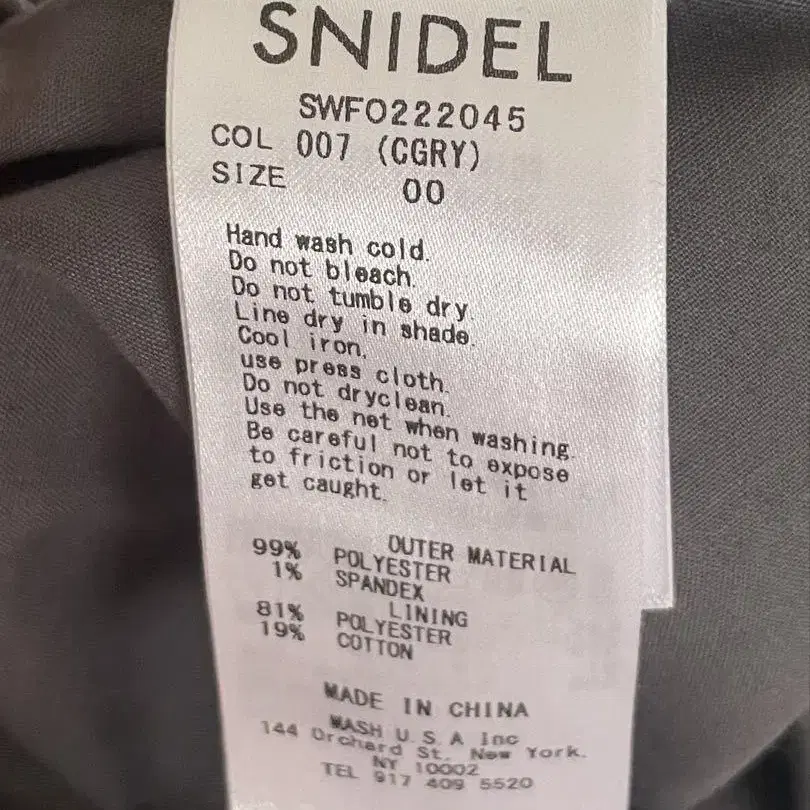 SNIDEL
SWFO222045
COL 007 (CGRY)
SIZE 00
Hand wash cold.
Do not bleach.
Do not tumble dry.
Line dry in shade.
Cool iron.
use press cloth.
Do not dryclean.
Use the net when washing.
Be careful not to expose
to friction or let it
get caught.
OUTER MATERIAL
99% POLYESTER
1% SPANDEX
LINING
81% POLYESTER
19% COTTON
MADE IN CHINA
MASH U.S.A Inc
144 Orchard St. New York.
NY 10002
TEL 917 409 5520